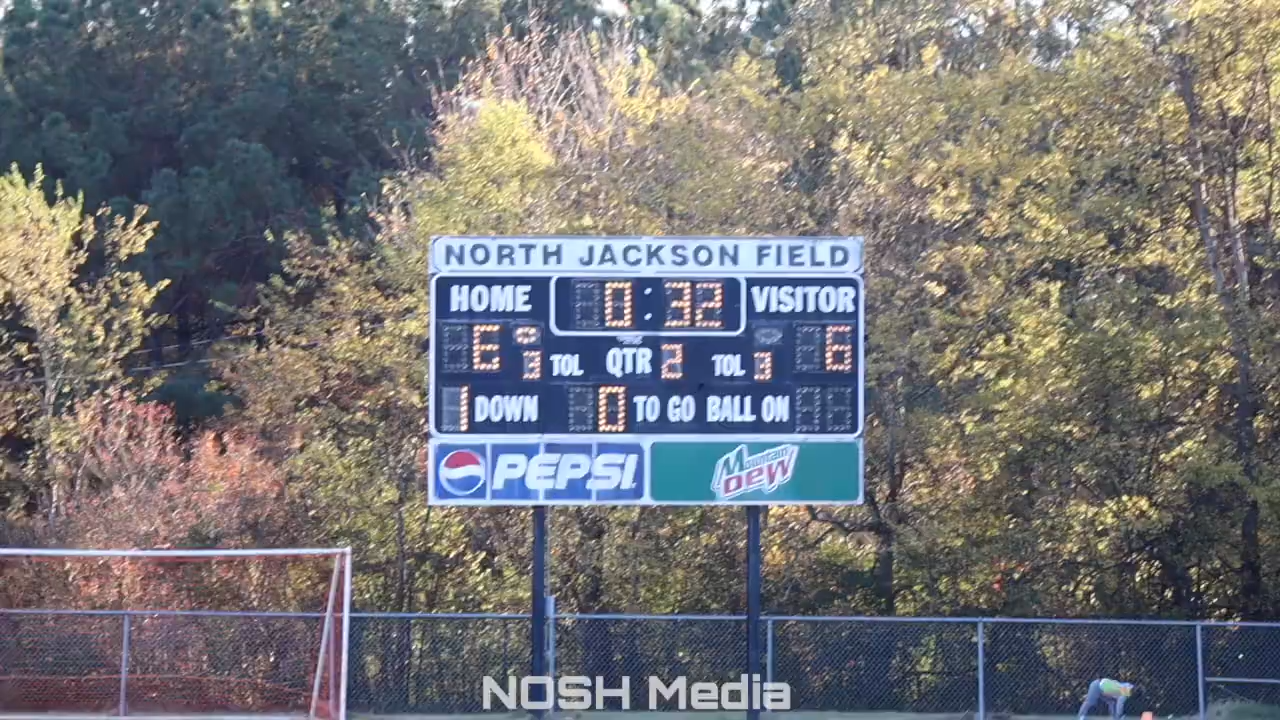 NORTH JACKSON FIELD
HOME 0:32 VISITOR
6 3 TOL QTR 2 TOL 3 6
1 DOWN 0 TO GO BALL ON
PEPSI Mountain Dew
NOSH Media